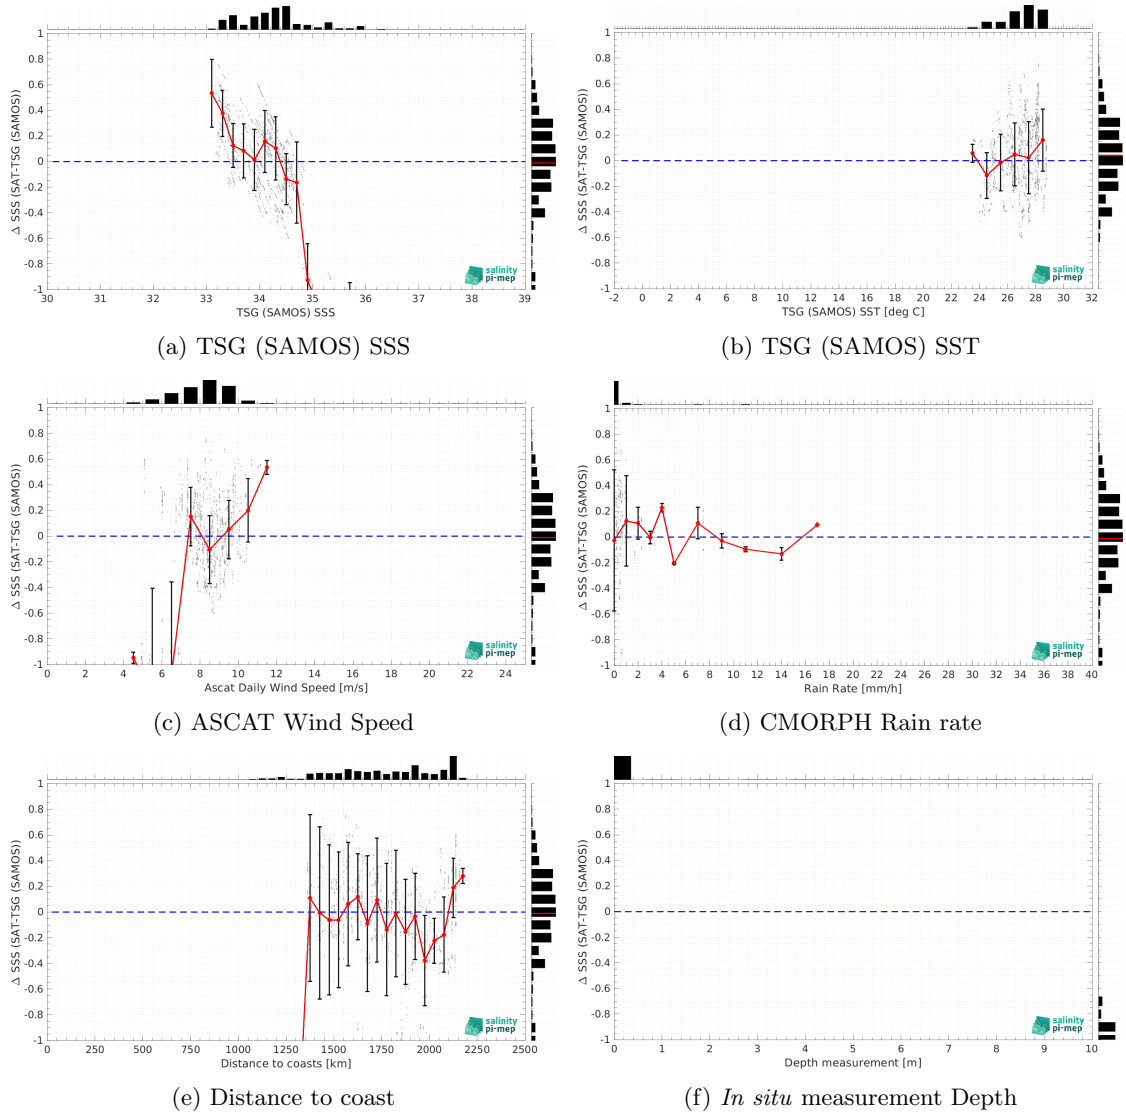 1
0.8
0.6
0.4
0.2
0
-0.2
-0.4
-0.6
-0.8
-1
Δ SSS (SAT-TSG (SAMOS))
30 31 32 33 34 35 36 37 38 39
TSG (SAMOS) SSS
salinity
pi-mep
(a) TSG (SAMOS) SSS
1
0.8
0.6
0.4
0.2
0
-0.2
-0.4
-0.6
-0.8
-1
Δ SSS (SAT-TSG (SAMOS))
-2 0 2 4 6 8 10 12 14 16 18 20 22 24 26 28 30 32
TSG (SAMOS) SST [deg C]
salinity
pi-mep
(b) TSG (SAMOS) SST
1
0.8
0.6
0.4
0.2
0
-0.2
-0.4
-0.6
-0.8
-1
Δ SSS (SAT-TSG (SAMOS))
0 2 4 6 8 10 12 14 16 18 20 22 24
Ascat Daily Wind Speed [m/s]
salinity
pi-mep
(c) ASCAT Wind Speed
1
0.8
0.6
0.4
0.2
0
-0.2
-0.4
-0.6
-0.8
-1
Δ SSS (SAT-TSG (SAMOS))
0 2 4 6 8 10 12 14 16 18 20 22 24 26 28 30 32 34 36 38 40
Rain Rate [mm/h]
salinity
pi-mep
(d) CMORPH Rain rate
1
0.8
0.6
0.4
0.2
0
-0.2
-0.4
-0.6
-0.8
-1
Δ SSS (SAT-TSG (SAMOS))
0 250 500 750 1000 1250 1500 1750 2000 2250 2500
Distance to coasts [km]
salinity
pi-mep
(e) Distance to coast
1
0.8
0.6
0.4
0.2
0
-0.2
-0.4
-0.6
-0.8
-1
Δ SSS (SAT-TSG (SAMOS))
0 1 2 3 4 5 6 7 8 9 10
Depth measurement [m]
salinity
pi-mep
(f) In situ measurement Depth